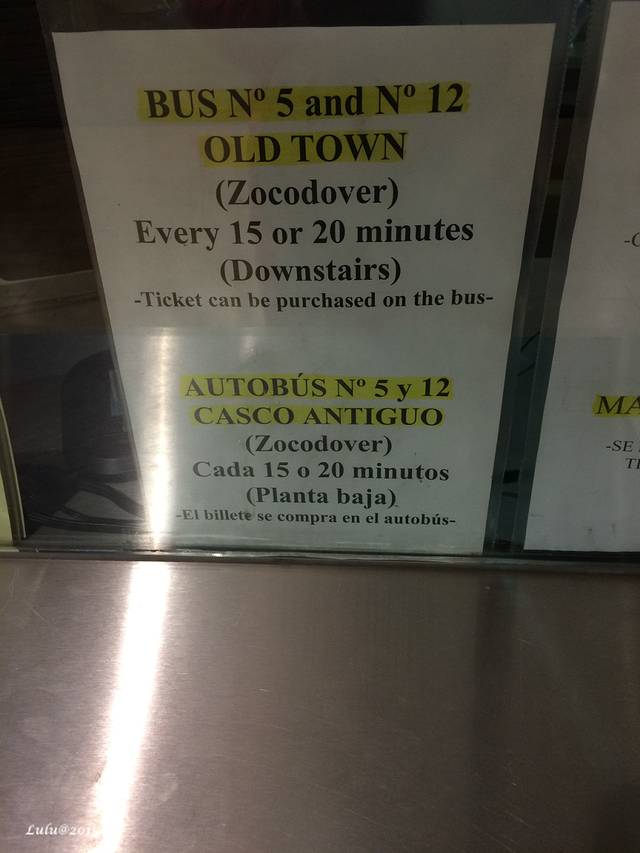 BUS Nº 5 and Nº 12
OLD TOWN
(Zocodover)
Every 15 or 20 minutes
(Downstairs)
-Ticket can be purchased on the bus-
AUTOBÚS Nº 5 y 12
CASCO ANTIGUO
(Zocodover)
Cada 15 o 20 minutos
(Planta baja)
-El billete se compra en el autobús-
-SE
Lulu@